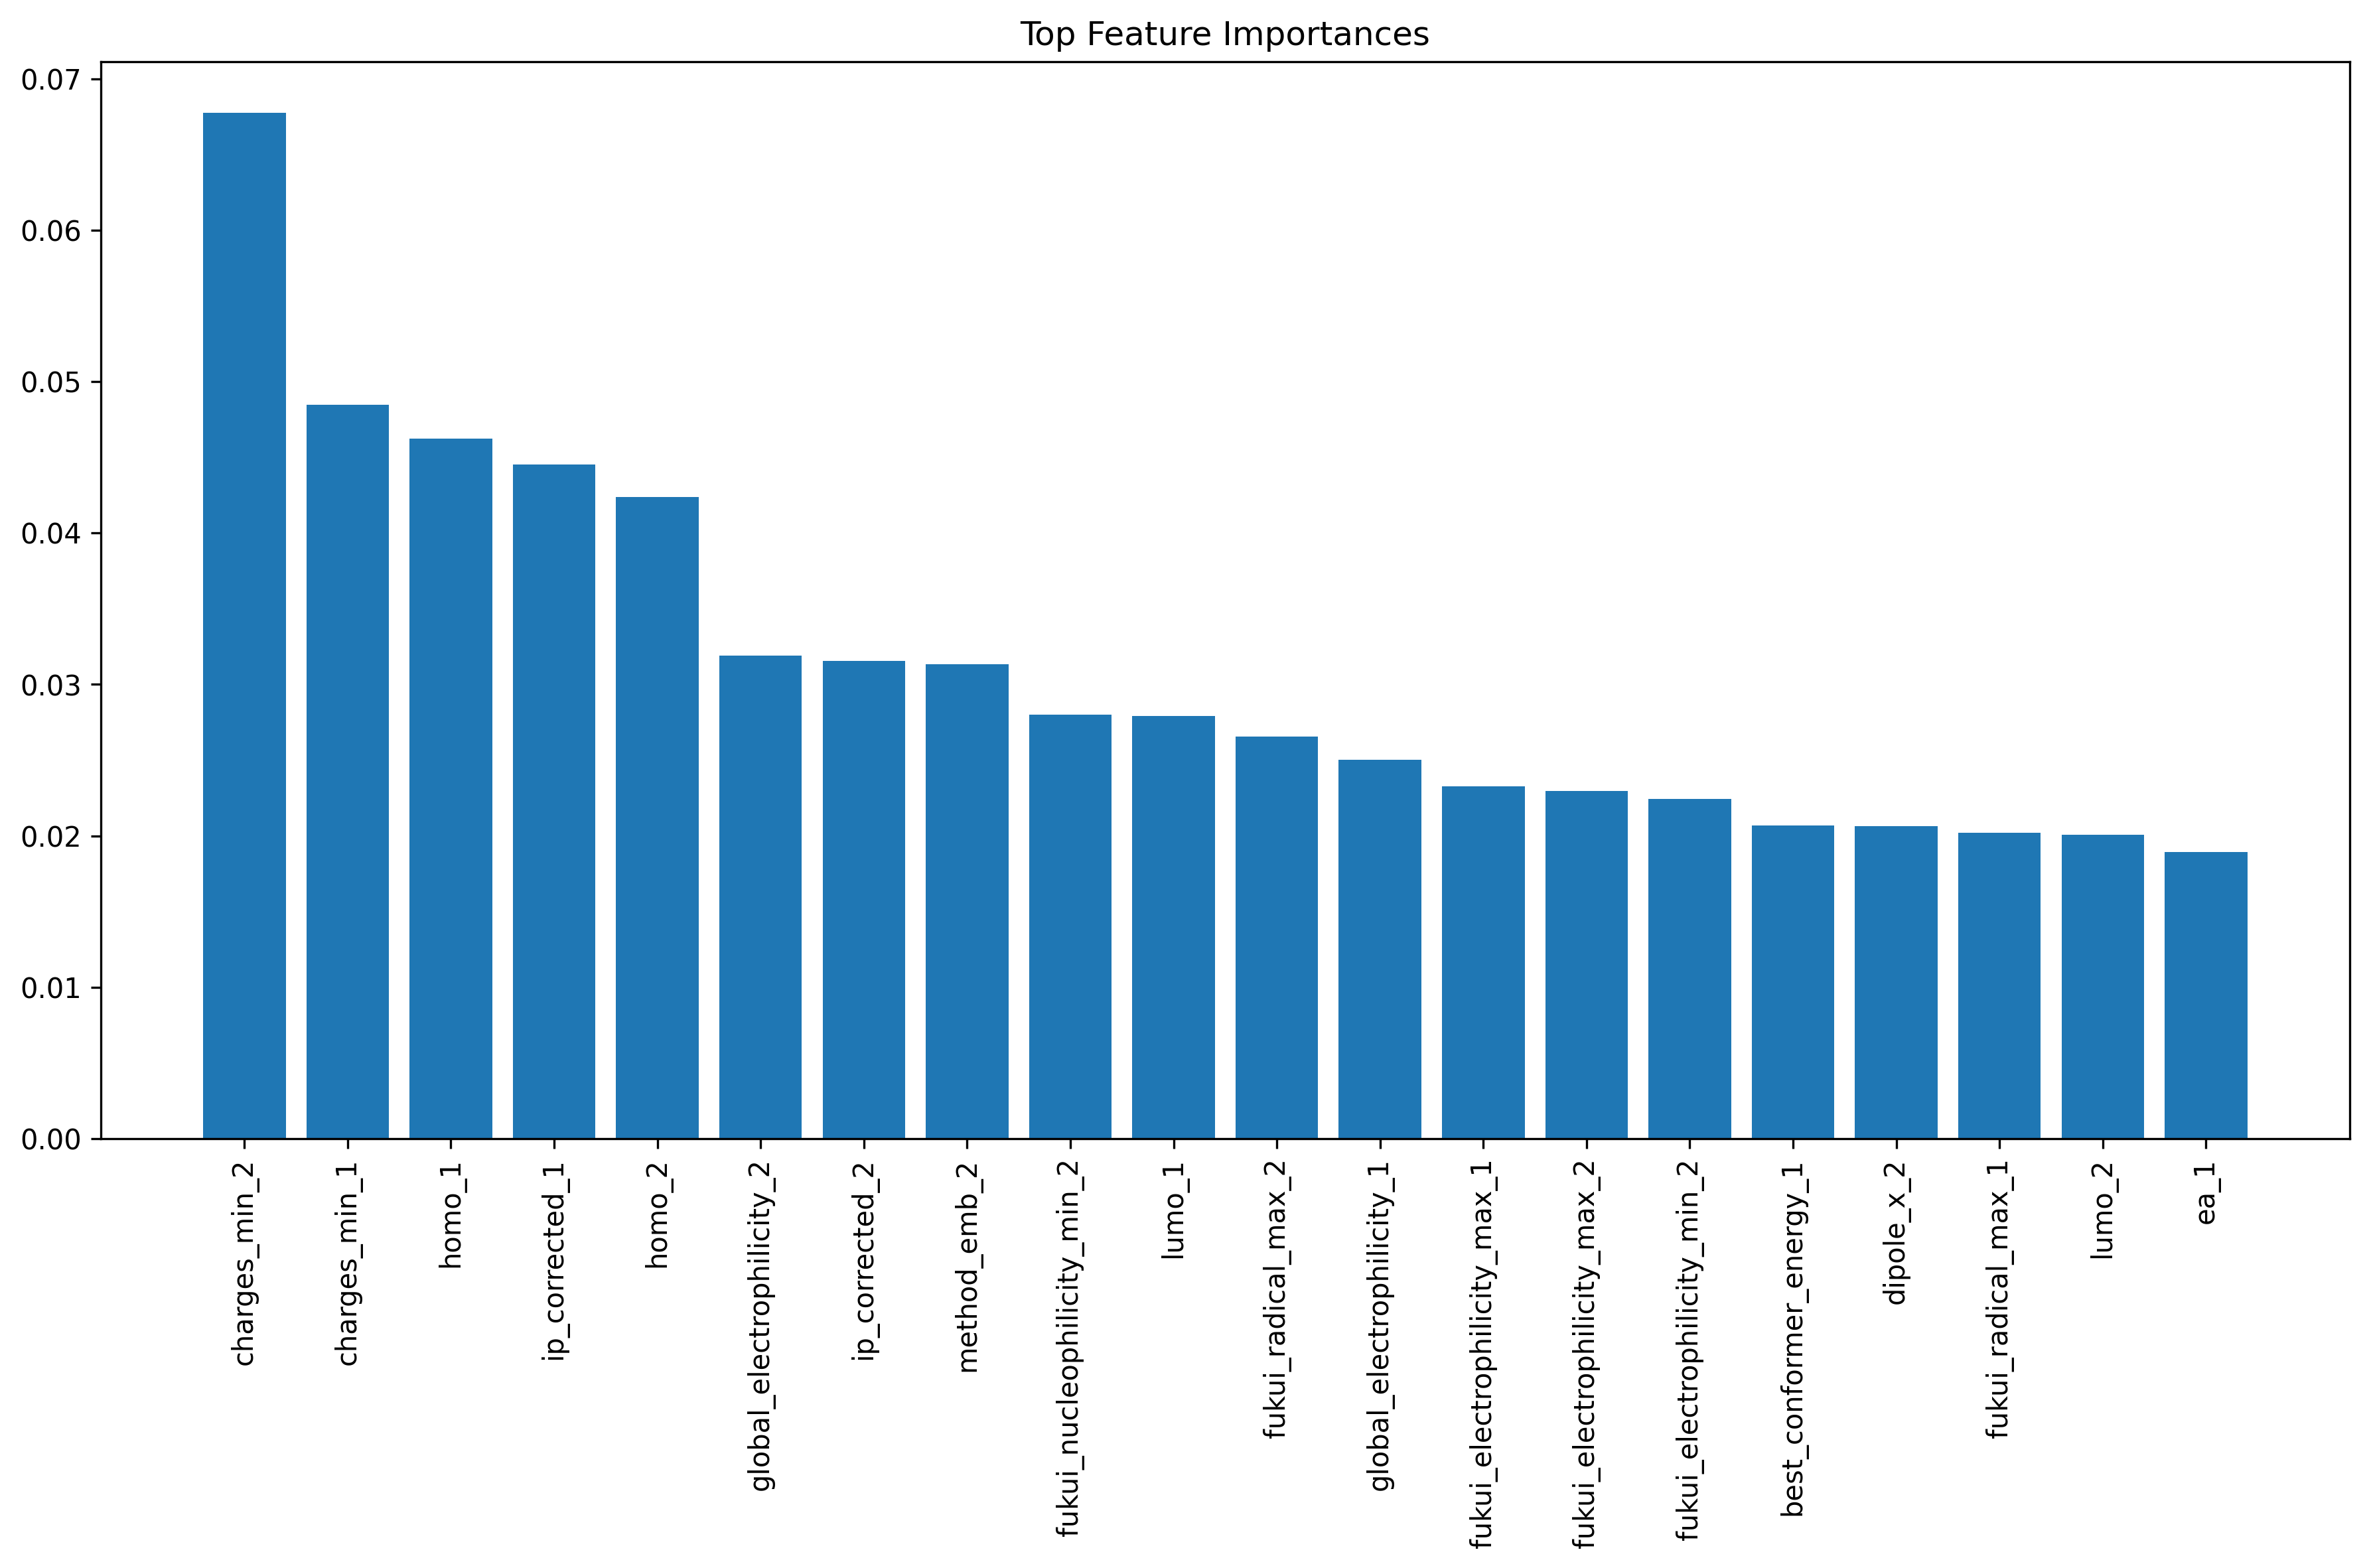 Top Feature Importances
0.07
0.06
0.05
0.04
0.03
0.02
0.01
0.00
charges_min_2
charges_min_1
homo_1
ip_corrected_1
homo_2
global_electrophilicity_2
ip_corrected_2
method_emb_2
fukui_nucleophilicity_min_2
lumo_1
fukui_radical_max_2
global_electrophilicity_1
fukui_electrophilicity_max_1
fukui_electrophilicity_max_2
fukui_electrophilicity_min_2
best_conformer_energy_1
dipole_x_2
fukui_radical_max_1
lumo_2
ea_1